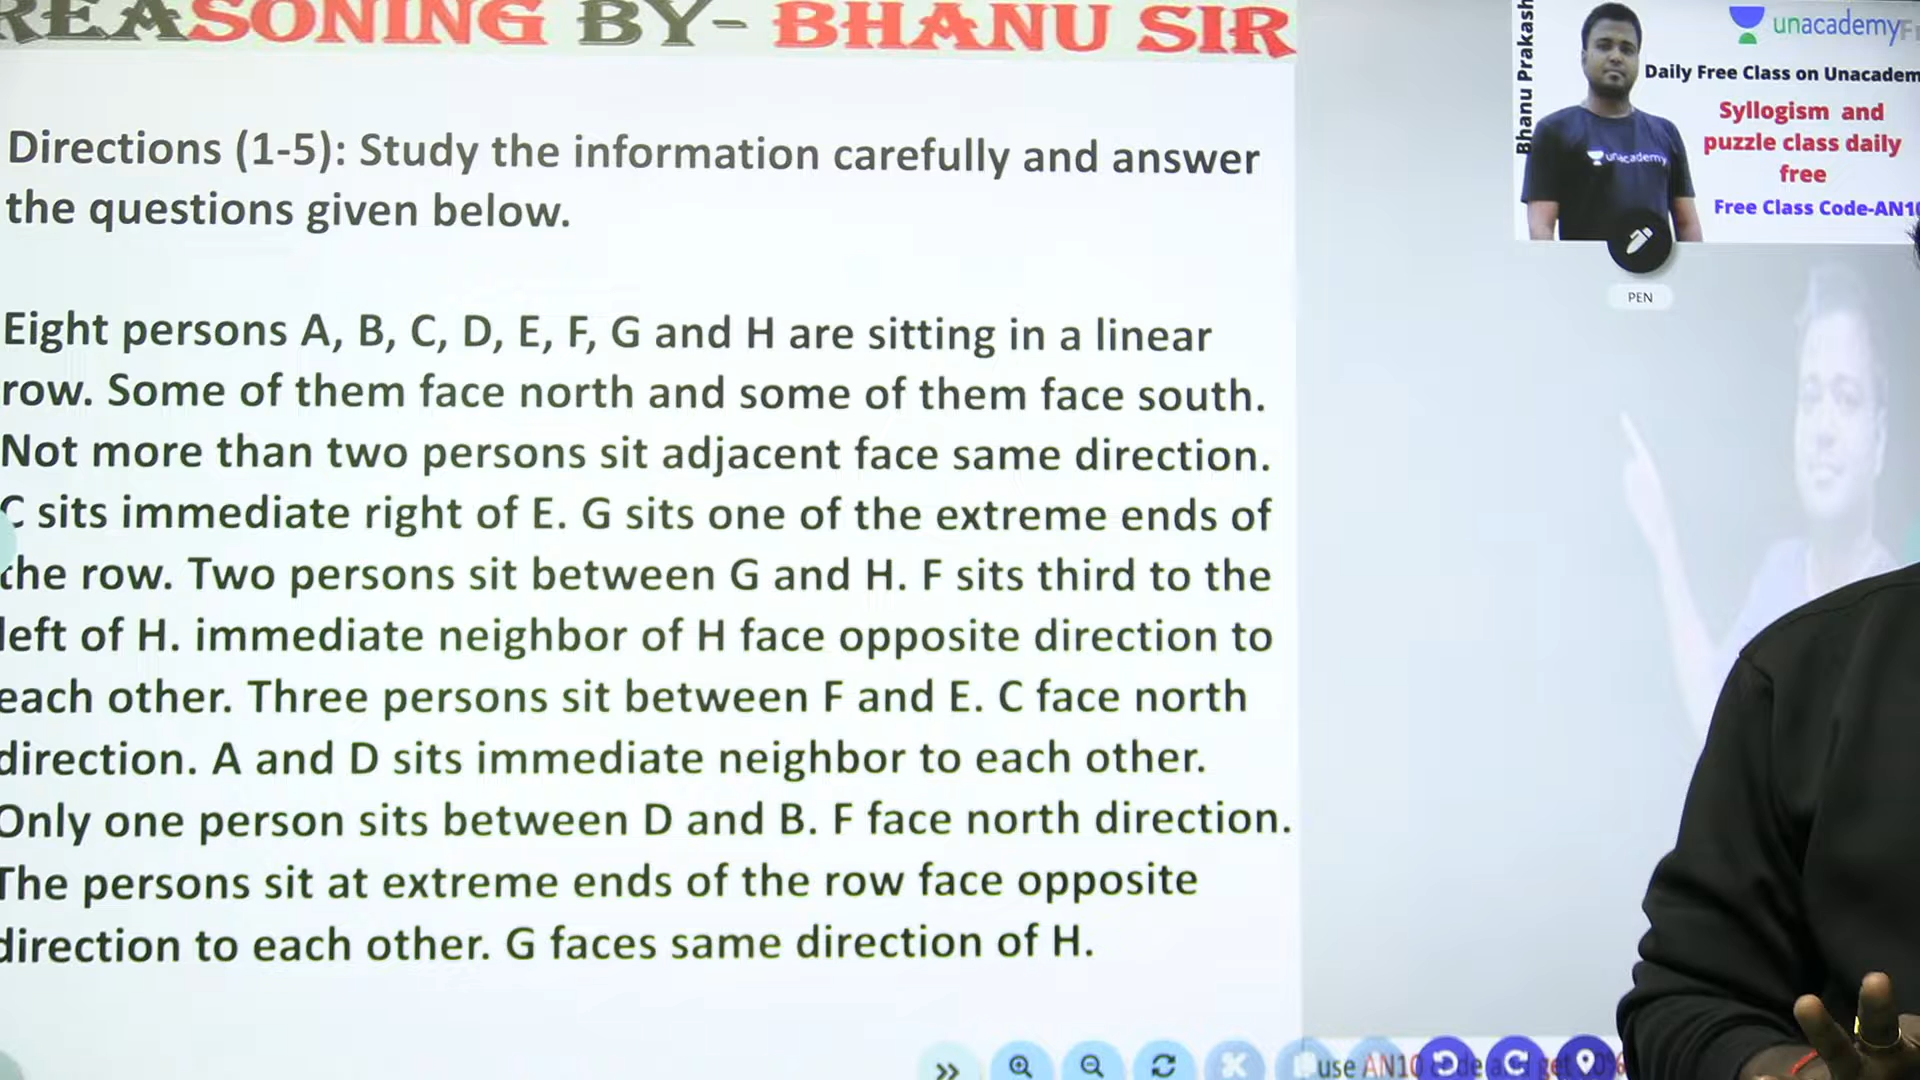 REASONING BY- BHANU SIR
Bhanu Prakash
unacademy
Daily Free Class on Unacadem
Syllogism and
puzzle class daily
free
Free Class Code-AN10
unacademy
PEN
Directions (1-5): Study the information carefully and answer
the questions given below.
Eight persons A, B, C, D, E, F, G and H are sitting in a linear
row. Some of them face north and some of them face south.
Not more than two persons sit adjacent face same direction.
C sits immediate right of E. G sits one of the extreme ends of
the row. Two persons sit between G and H. F sits third to the
left of H. immediate neighbor of H face opposite direction to
each other. Three persons sit between F and E. C face north
direction. A and D sits immediate neighbor to each other.
Only one person sits between D and B. F face north direction.
The persons sit at extreme ends of the row face opposite
direction to each other. G faces same direction of H.
use AN10